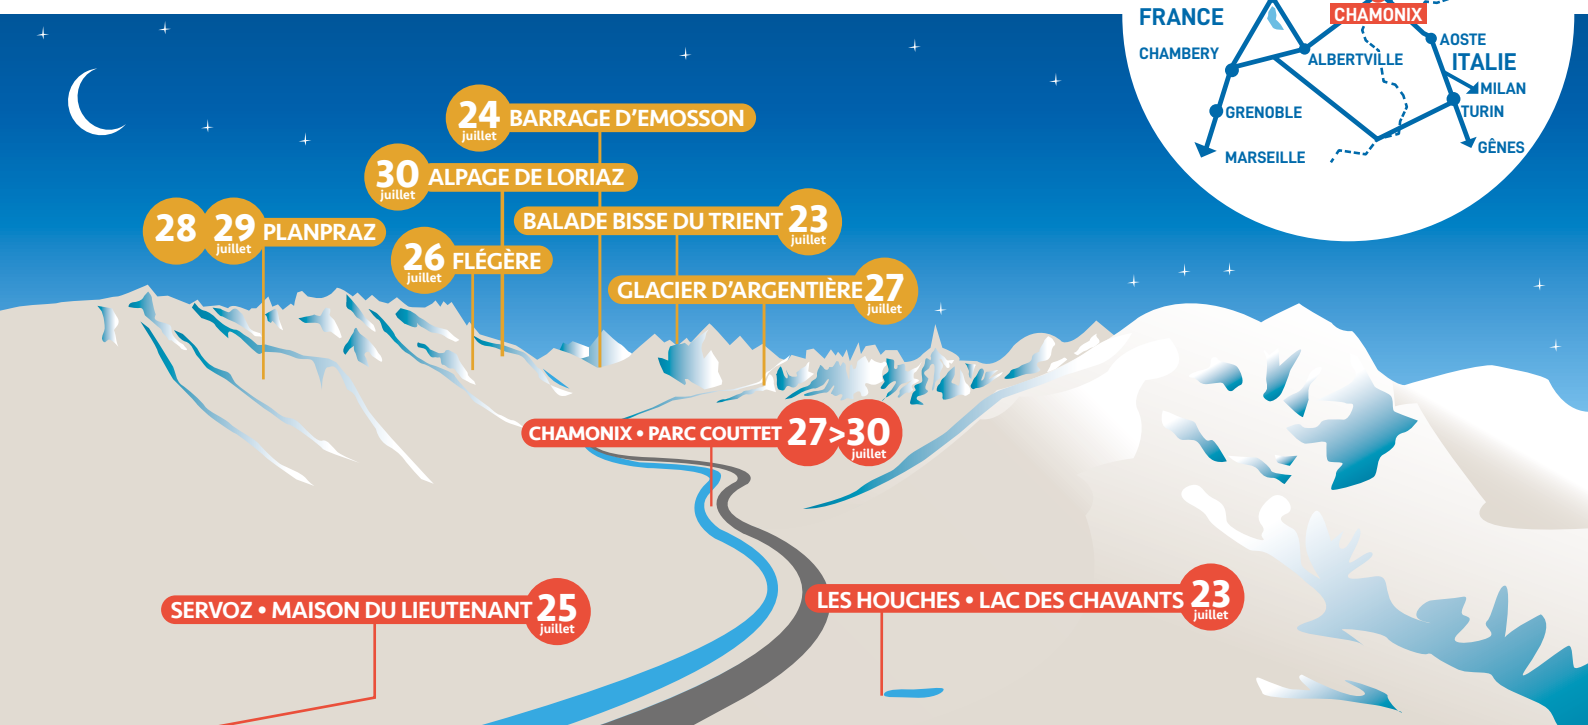 FRANCE
CHAMONIX
CHAMBERY
ALBERTVILLE
AOSTE
ITALIE
MILAN
GRENOBLE
TURIN
MARSEILLE
GÊNES
24 juillet BARRAGE D'EMOSSON
30 juillet ALPAGE DE LORIAZ
BALADE BISSE DU TRIENT 23 juillet
28 29 juillet PLANPRAZ
26 juillet FLÉGÈRE
GLACIER D'ARGENTIÈRE 27 juillet
CHAMONIX • PARC COUTTET 27>30 juillet
SERVOZ • MAISON DU LIEUTENANT 25 juillet
LES HOUCHES • LAC DES CHAVANTS 23 juillet